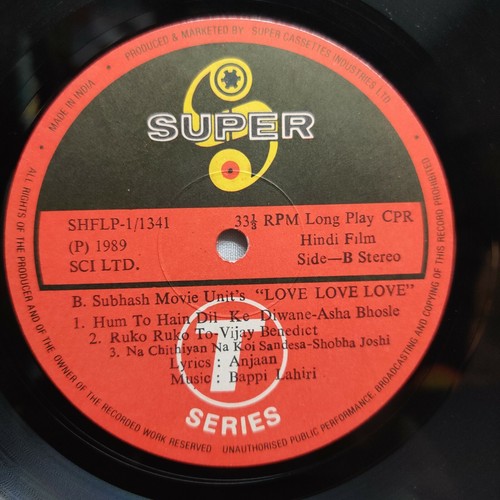 MADE IN INDIA • PRODUCED & MARKETED BY SUPER CASSETTES INDUSTRIES LTD.
SUPER
SHFLP-1/1341
(P) 1989
SCI LTD.
33⅓ RPM Long Play CPR
Hindi Film
Side—B Stereo
B. Subhash Movie Unit's "LOVE LOVE LOVE"
1. Hum To Hain Dil Ke Diwane-Asha Bhosle
2. Ruko Ruko To-Vijay Benedict
3. Na Chithiyan Na Koi Sandesa-Shobha Joshi
Lyrics : Anjaan
Music : Bappi Lahiri
T
SERIES
ALL RIGHTS OF THE PRODUCER AND OF THE OWNER OF THE RECORDED WORK RESERVED UNAUTHORISED PUBLIC PERFORMANCE, BROADCASTING AND COPYING OF THIS RECORD PROHIBITED